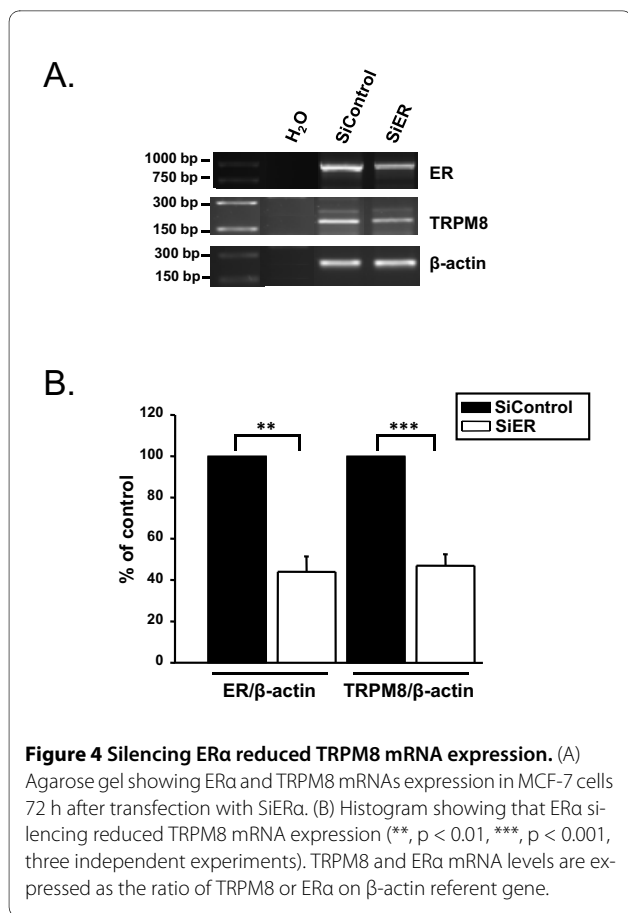 A.
H₂O SiControl SiER
1000 bp
750 bp
ER
300 bp
150 bp
TRPM8
300 bp
150 bp
β-actin
B.
SiControl
SiER
% of control
120
100
80
60
40
20
0
** ***
ER/β-actin TRPM8/β-actin
Figure 4 Silencing ERα reduced TRPM8 mRNA expression. (A)
Agarose gel showing ERα and TRPM8 mRNAs expression in MCF-7 cells
72 h after transfection with SiERα. (B) Histogram showing that ERα si-
lencing reduced TRPM8 mRNA expression (**, p < 0.01, ***, p < 0.001,
three independent experiments). TRPM8 and ERα mRNA levels are ex-
pressed as the ratio of TRPM8 or ERα on β-actin referent gene.